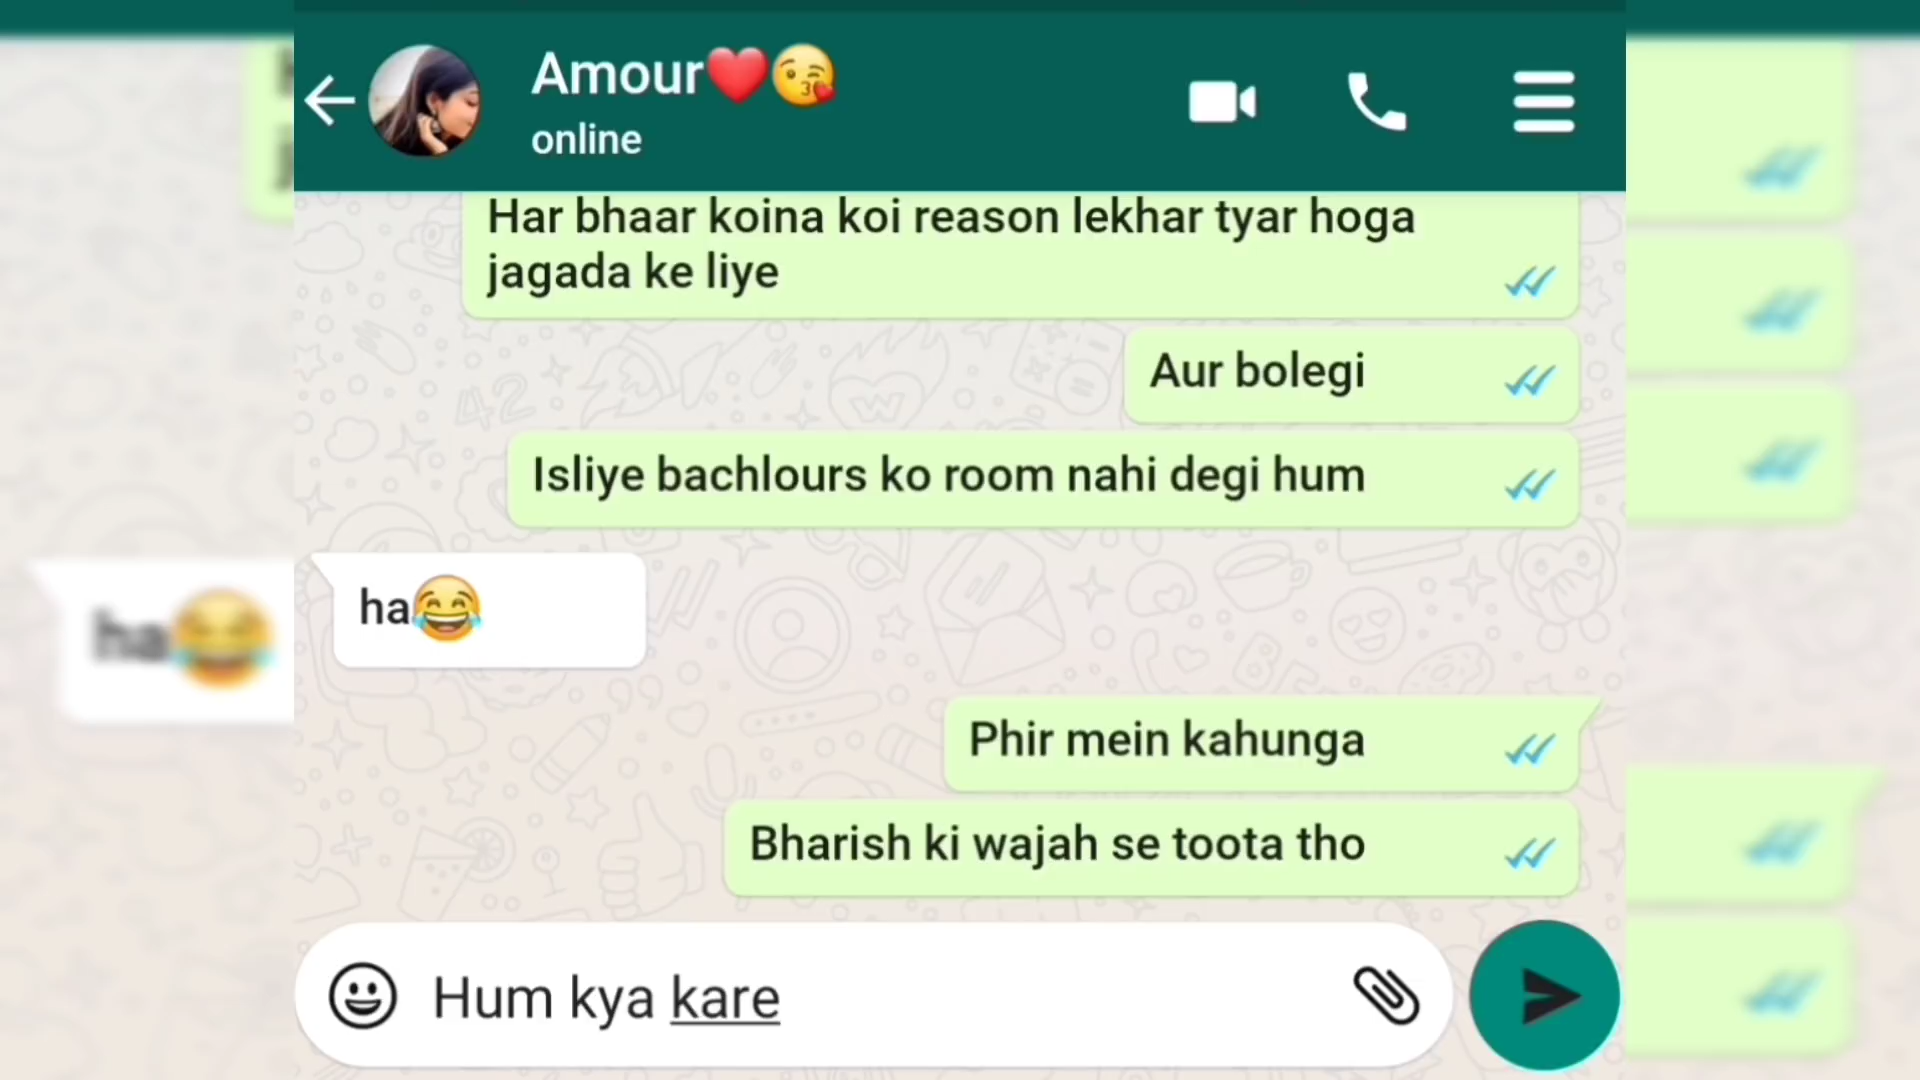 Amour❤️😘
online
Har bhaar koina koi reason lekhar tyar hoga
jagada ke liye
Aur bolegi
Isliye bachlours ko room nahi degi hum
ha😂
Phir mein kahunga
Bharish ki wajah se toota tho
Hum kya kare